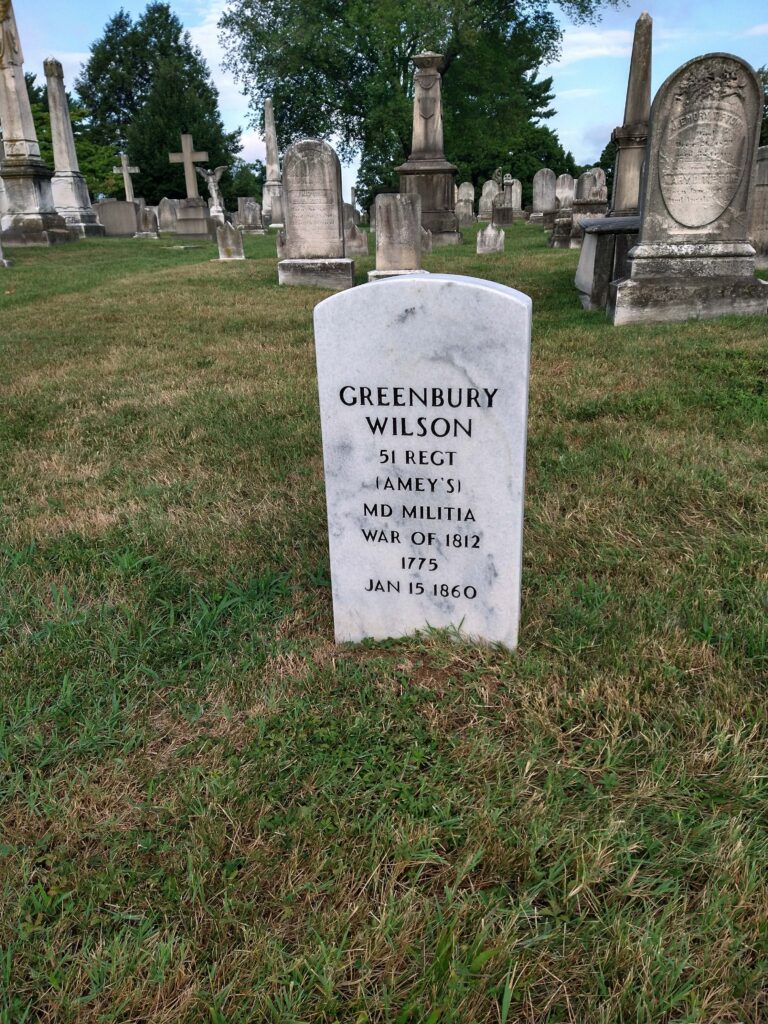 GREENBURY
WILSON
51 REGT
(AMEY'S)
MD MILITIA
WAR OF 1812
1775
JAN 15 1860